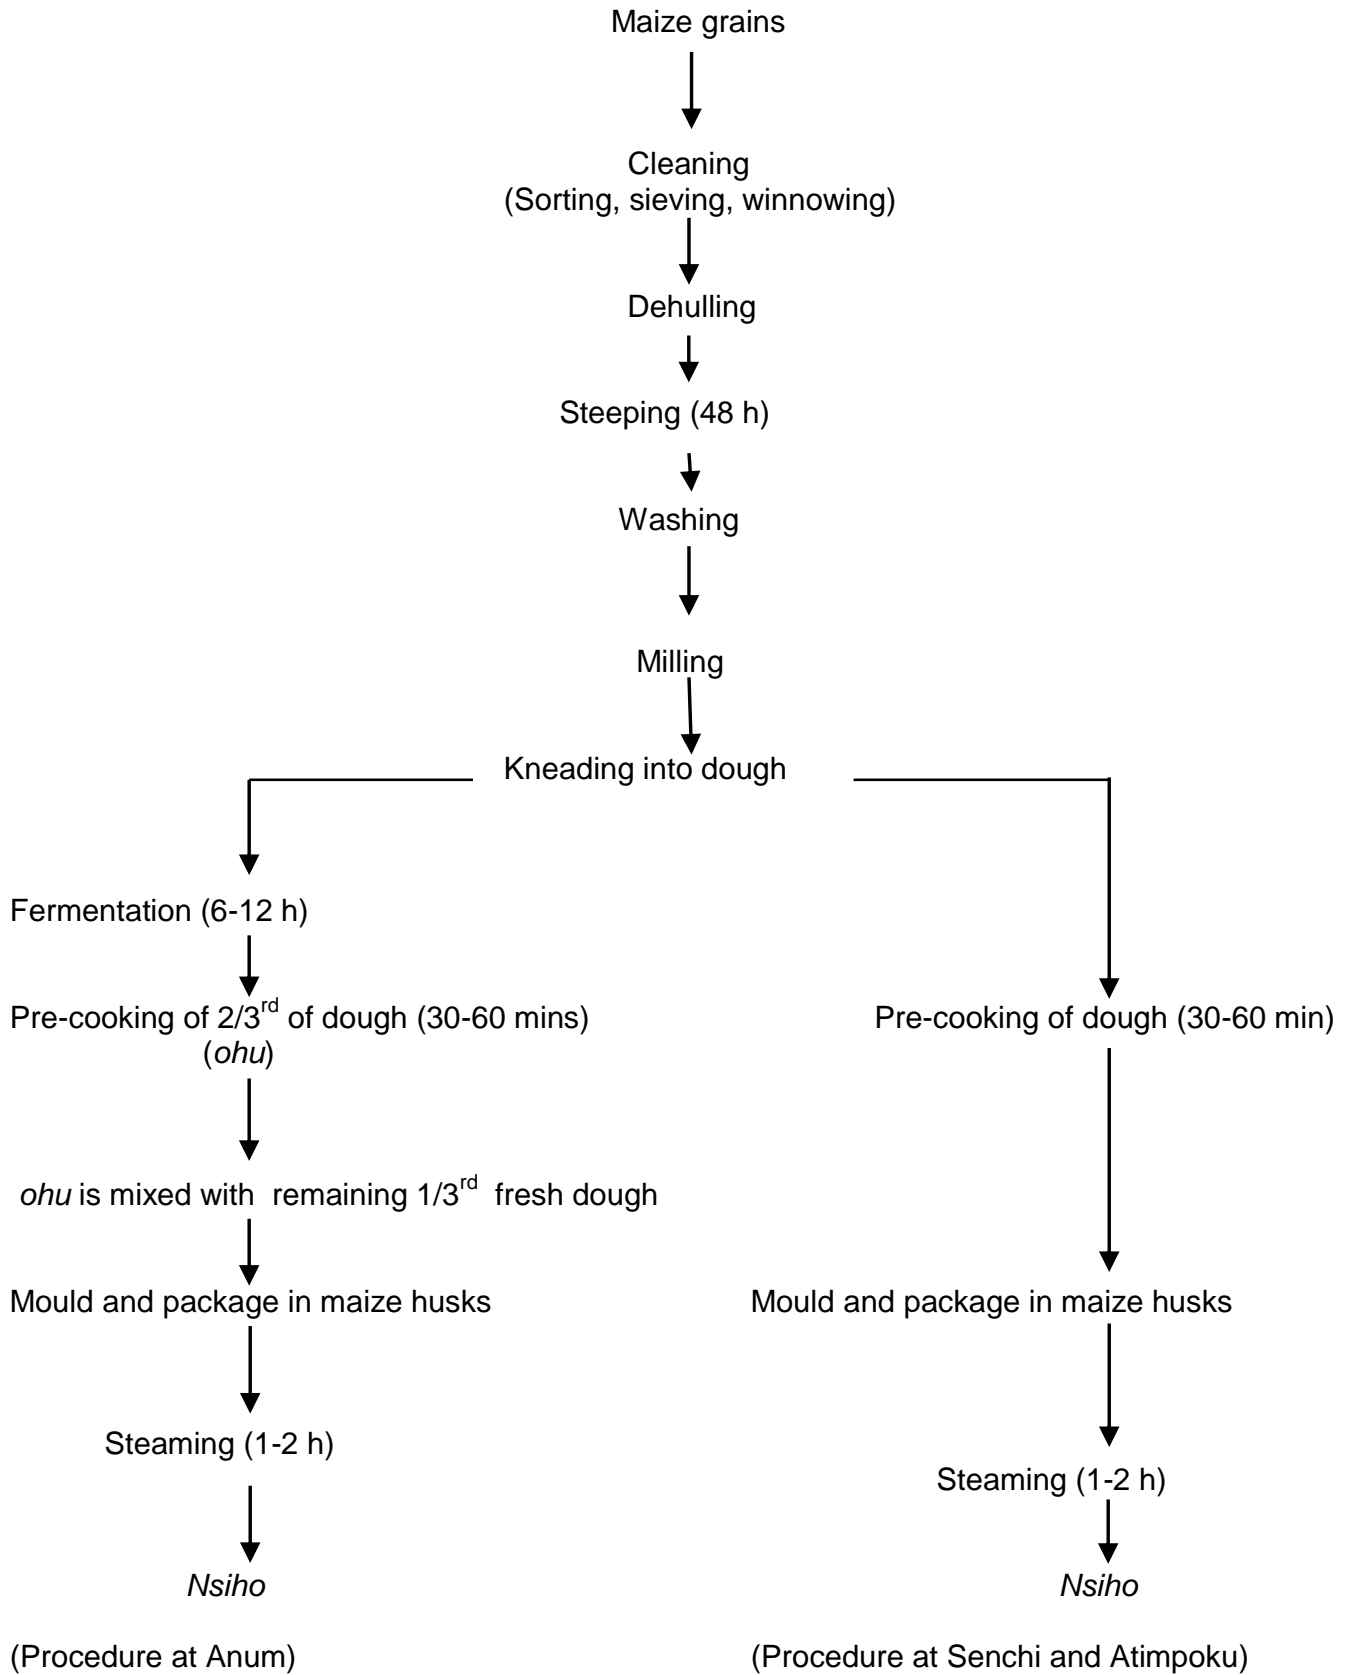 Maize grains
Cleaning
(Sorting, sieving, winnowing)
Dehulling
Steeping (48 h)
Washing
Milling
Kneading into dough
Fermentation (6-12 h)
Pre-cooking of 2/3rd of dough (30-60 mins)
(ohu)
ohu is mixed with remaining 1/3rd fresh dough
Mould and package in maize husks
Steaming (1-2 h)
Nsiho
(Procedure at Anum)
Pre-cooking of dough (30-60 min)
Mould and package in maize husks
Steaming (1-2 h)
Nsiho
(Procedure at Senchi and Atimpoku)